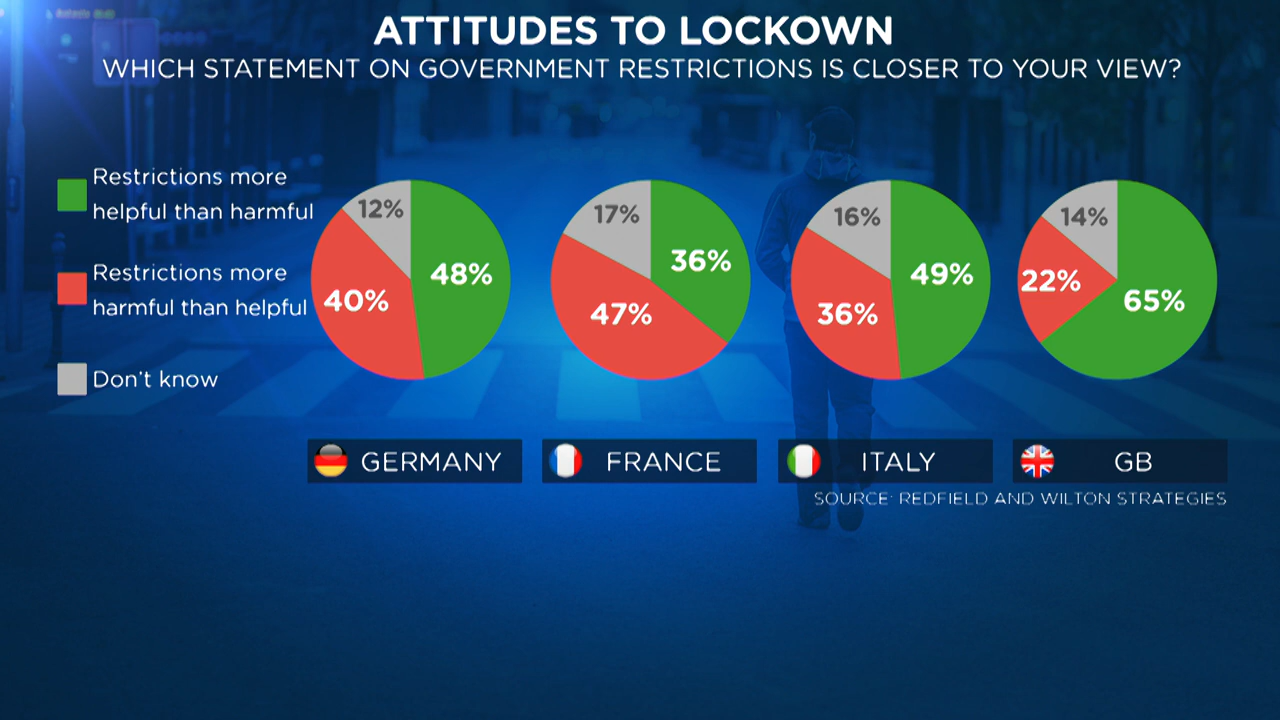 ATTITUDES TO LOCKOWN
WHICH STATEMENT ON GOVERNMENT RESTRICTIONS IS CLOSER TO YOUR VIEW?
Restrictions more
helpful than harmful
Restrictions more
harmful than helpful
Don't know
12%
48%
40%
17%
36%
47%
16%
49%
36%
14%
22%
65%
GERMANY
FRANCE
ITALY
GB
SOURCE: REDFIELD AND WILTON STRATEGIES